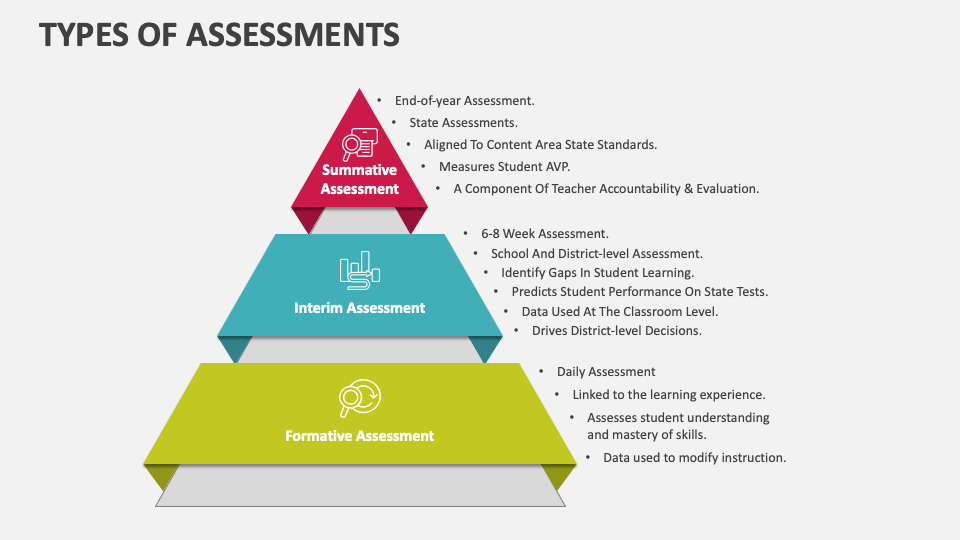 TYPES OF ASSESSMENTS
• End-of-year Assessment.
• State Assessments.
• Aligned To Content Area State Standards.
• Measures Student AVP.
• A Component Of Teacher Accountability & Evaluation.
Summative
Assessment
• 6-8 Week Assessment.
• School And District-level Assessment.
• Identify Gaps In Student Learning.
• Predicts Student Performance On State Tests.
• Data Used At The Classroom Level.
• Drives District-level Decisions.
Interim Assessment
• Daily Assessment
• Linked to the learning experience.
• Assesses student understanding
and mastery of skills.
• Data used to modify instruction.
Formative Assessment